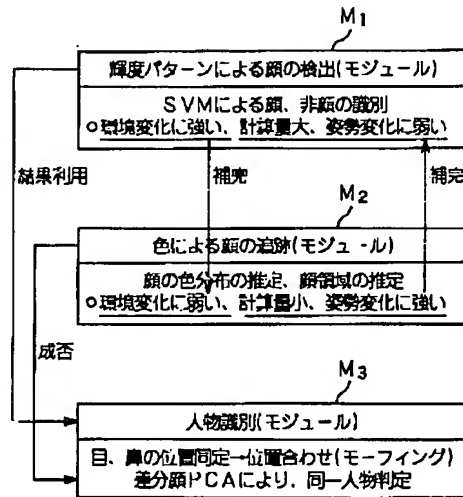 M1
輝度パターンによる顔の検出(モジュール)
SVMによる顔、非顔の識別
○環境変化に強い、計算量大、姿勢変化に弱い
結果利用
補完
補完
M2
色による顔の追跡(モジュール)
顔の色分布の推定、顔領域の推定
○環境変化に弱い、計算量小、姿勢変化に強い
成否
M3
人物識別(モジュール)
目、鼻の位置同定→位置合わせ(モーフィング)
差分顔PCAにより、同一人物判定